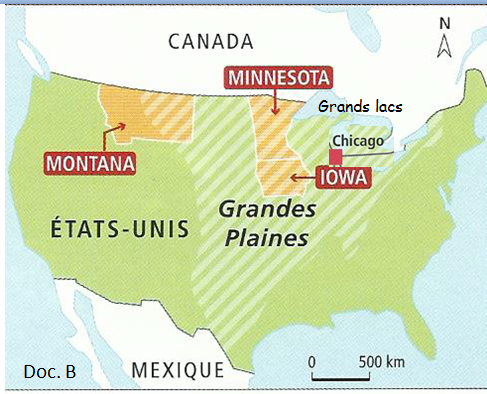 CANADA
N
MINNESOTA
Grands lacs
Chicago
MONTANA
IOWA
ÉTATS-UNIS
Grandes
Plaines
MEXIQUE
0 500 km
Doc. B